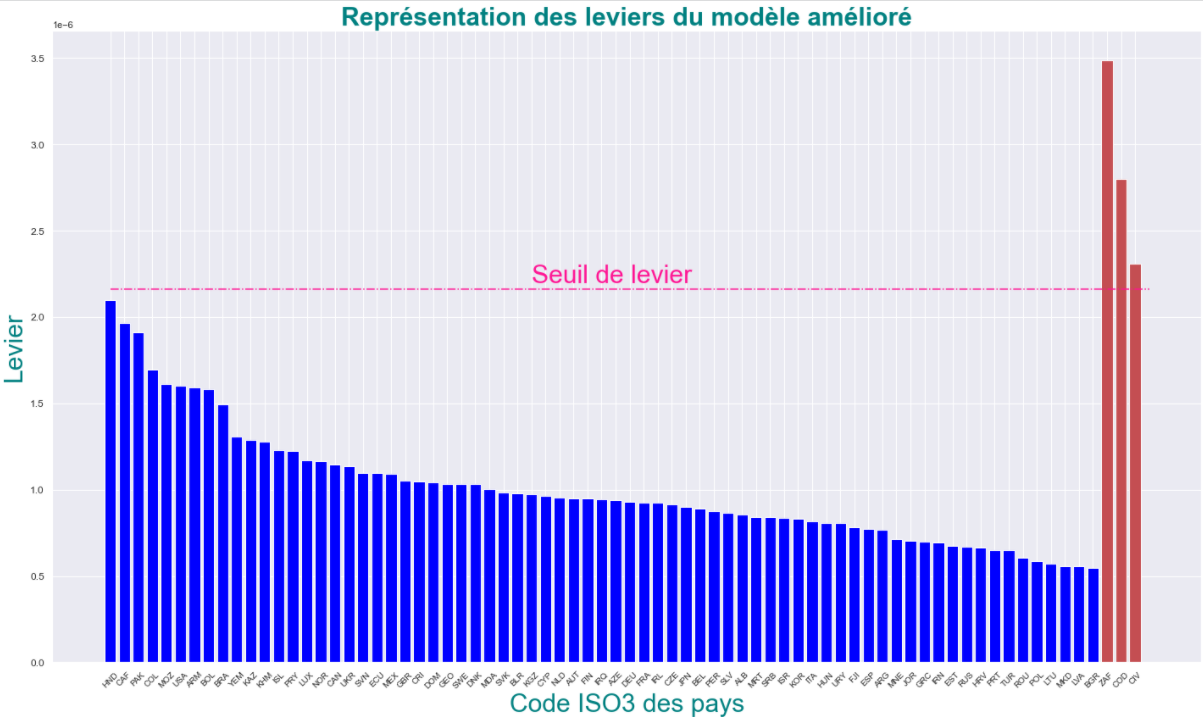 Représentation des leviers du modèle amélioré
1e−6
3.5
3.0
2.5
2.0
1.5
1.0
0.5
0.0
Levier
Seuil de levier
HND CAF PAK COL MOZ USA ARM BOL BRA YEM KAZ KHM ISL PRY LUX NOR CAN UKR SVN ECU MEX GBR CRI DOM GEO SWE DNK MDA SVK BLR KGZ CYP NLD AUT FIN IRQ AZE DEU FRA IRL CZE JPN BEL PER SLV ALB MRT SRB ISR KOR ITA HUN URY FJI ESP ARG MNE JOR GRC IRN EST RUS HRV PRT TUR ROU POL LTU MKD LVA BGR ZAF COD CIV
Code ISO3 des pays